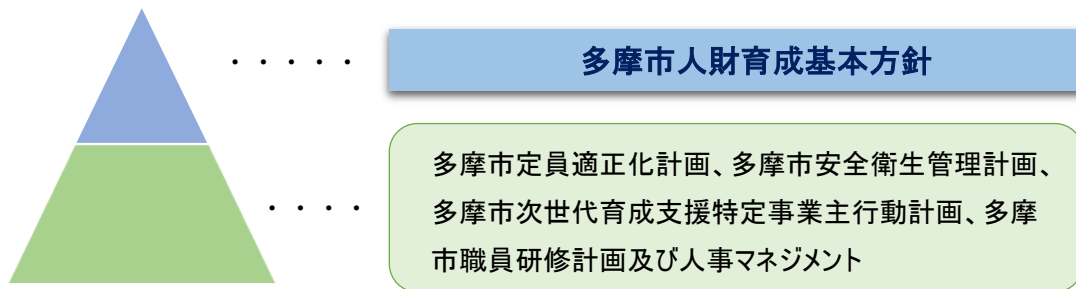 ・・・・・ 多摩市人財育成基本方針
多摩市定員適正化計画、多摩市安全衛生管理計画、
・・・・ 多摩市次世代育成支援特定事業主行動計画、多摩
市職員研修計画及び人事マネジメント